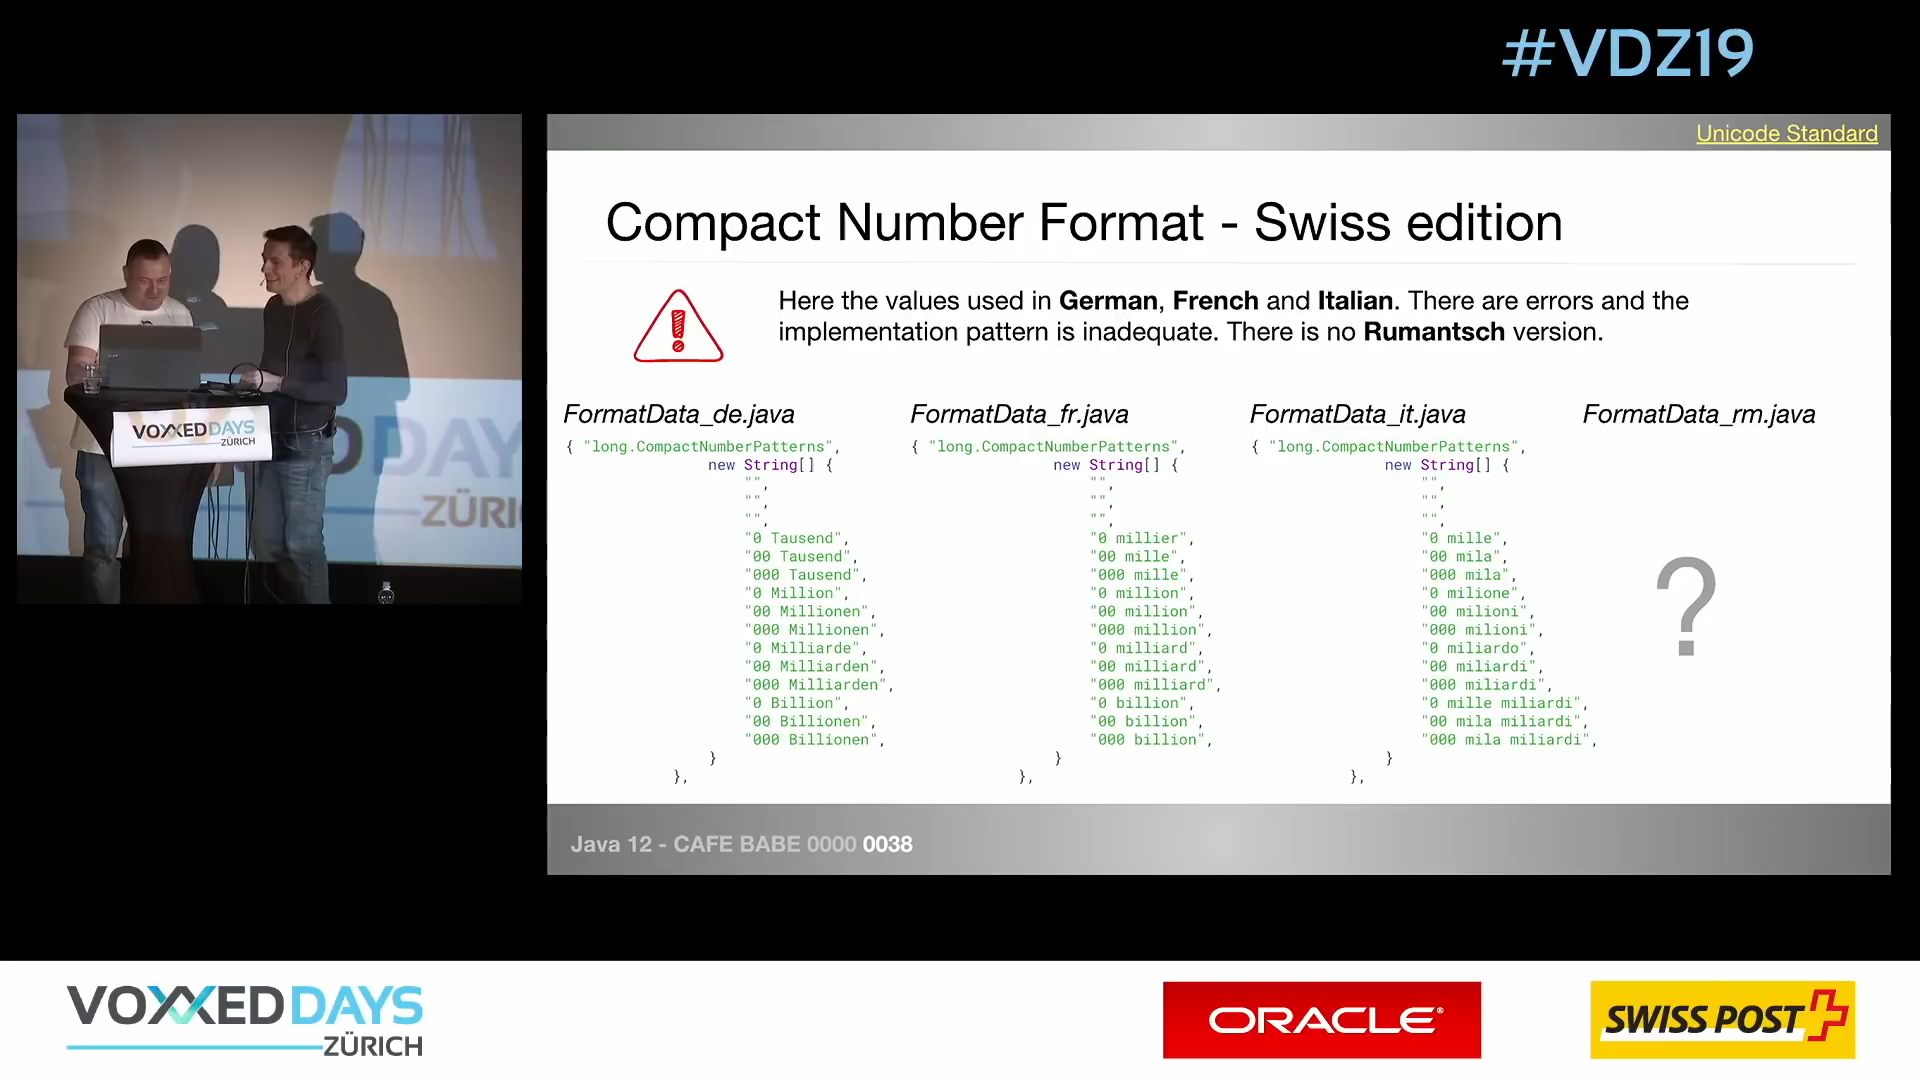 #VDZ19
Unicode Standard
Compact Number Format - Swiss edition
Here the values used in German, French and Italian. There are errors and the
implementation pattern is inadequate. There is no Rumantsch version.
FormatData_de.java
{ "long.CompactNumberPatterns",
new String[] {
"",
"",
"",
"0 Tausend",
"00 Tausend",
"000 Tausend",
"0 Million",
"00 Millionen",
"000 Millionen",
"0 Milliarde",
"00 Milliarden",
"000 Milliarden",
"0 Billion",
"00 Billionen",
"000 Billionen",
}
},
FormatData_fr.java
{ "long.CompactNumberPatterns",
new String[] {
"",
"",
"",
"0 millier",
"00 mille",
"000 mille",
"0 million",
"00 million",
"000 million",
"0 milliard",
"00 milliard",
"000 milliard",
"0 billion",
"00 billion",
"000 billion",
}
},
FormatData_it.java
{ "long.CompactNumberPatterns",
new String[] {
"",
"",
"",
"0 mille",
"00 mila",
"000 mila",
"0 milione",
"00 milioni",
"000 milioni",
"0 miliardo",
"00 miliardi",
"000 miliardi",
"0 mille miliardi",
"00 mila miliardi",
"000 mila miliardi",
}
},
FormatData_rm.java
?
Java 12 - CAFE BABE 0000 0038
VOXXED DAYS
ZÜRICH
DAY
ZÜRI
VOXXED DAYS
ZÜRICH
ORACLE®
SWISS POST